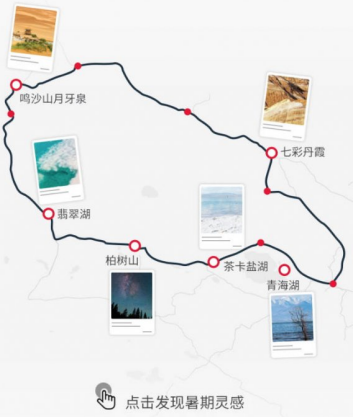 鸣沙山月牙泉
七彩丹霞
翡翠湖
柏树山
茶卡盐湖
青海湖
点击发现暑期灵感